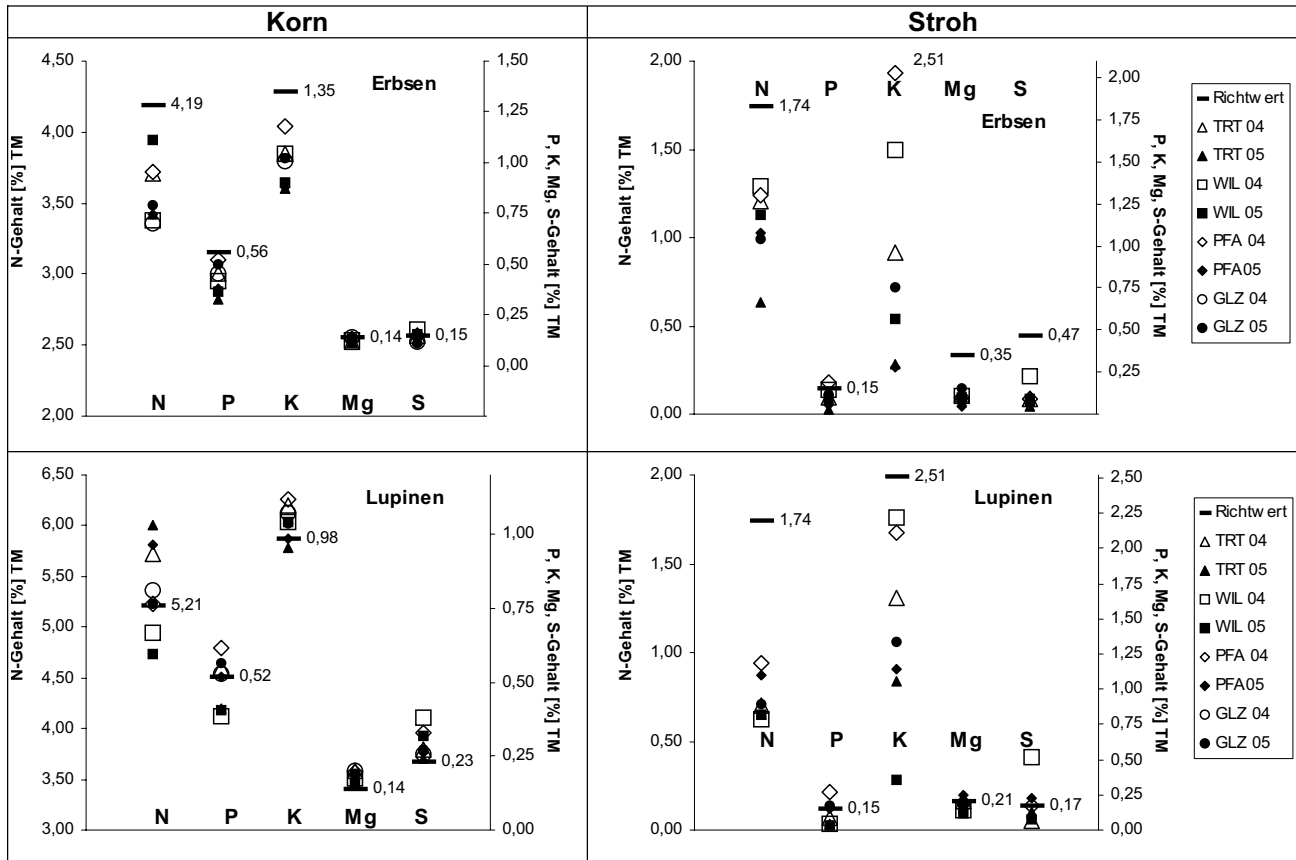 Korn
Stroh
N-Gehalt [%] TM
4,50
4,00
3,50
3,00
2,50
2,00
Erbsen
4,19
0,56
1,35
0,14
0,15
N P K Mg S
1,50
1,25
1,00
0,75
0,50
0,25
0,00
P, K, Mg, S-Gehalt [%] TM
N-Gehalt [%] TM
2,00
1,50
1,00
0,50
0,00
N P K Mg S
Erbsen
1,74
0,15
2,51
0,35
0,47
2,00
1,75
1,50
1,25
1,00
0,75
0,50
0,25
P, K, Mg, S-Gehalt [%] TM
Richtwert
TRT 04
TRT 05
WIL 04
WIL 05
PFA 04
PFA05
GLZ 04
GLZ 05
N-Gehalt [%] TM
6,50
6,00
5,50
5,00
4,50
4,00
3,50
3,00
Lupinen
5,21
0,52
0,98
0,14
0,23
N P K Mg S
1,00
0,75
0,50
0,25
0,00
P, K, Mg, S-Gehalt [%] TM
N-Gehalt [%] TM
2,00
1,50
1,00
0,50
0,00
Lupinen
1,74
0,15
2,51
0,21
0,17
N P K Mg S
2,50
2,25
2,00
1,75
1,50
1,25
1,00
0,75
0,50
0,25
0,00
P, K, Mg, S-Gehalt [%] TM
Richtwert
TRT 04
TRT 05
WIL 04
WIL 05
PFA 04
PFA05
GLZ 04
GLZ 05